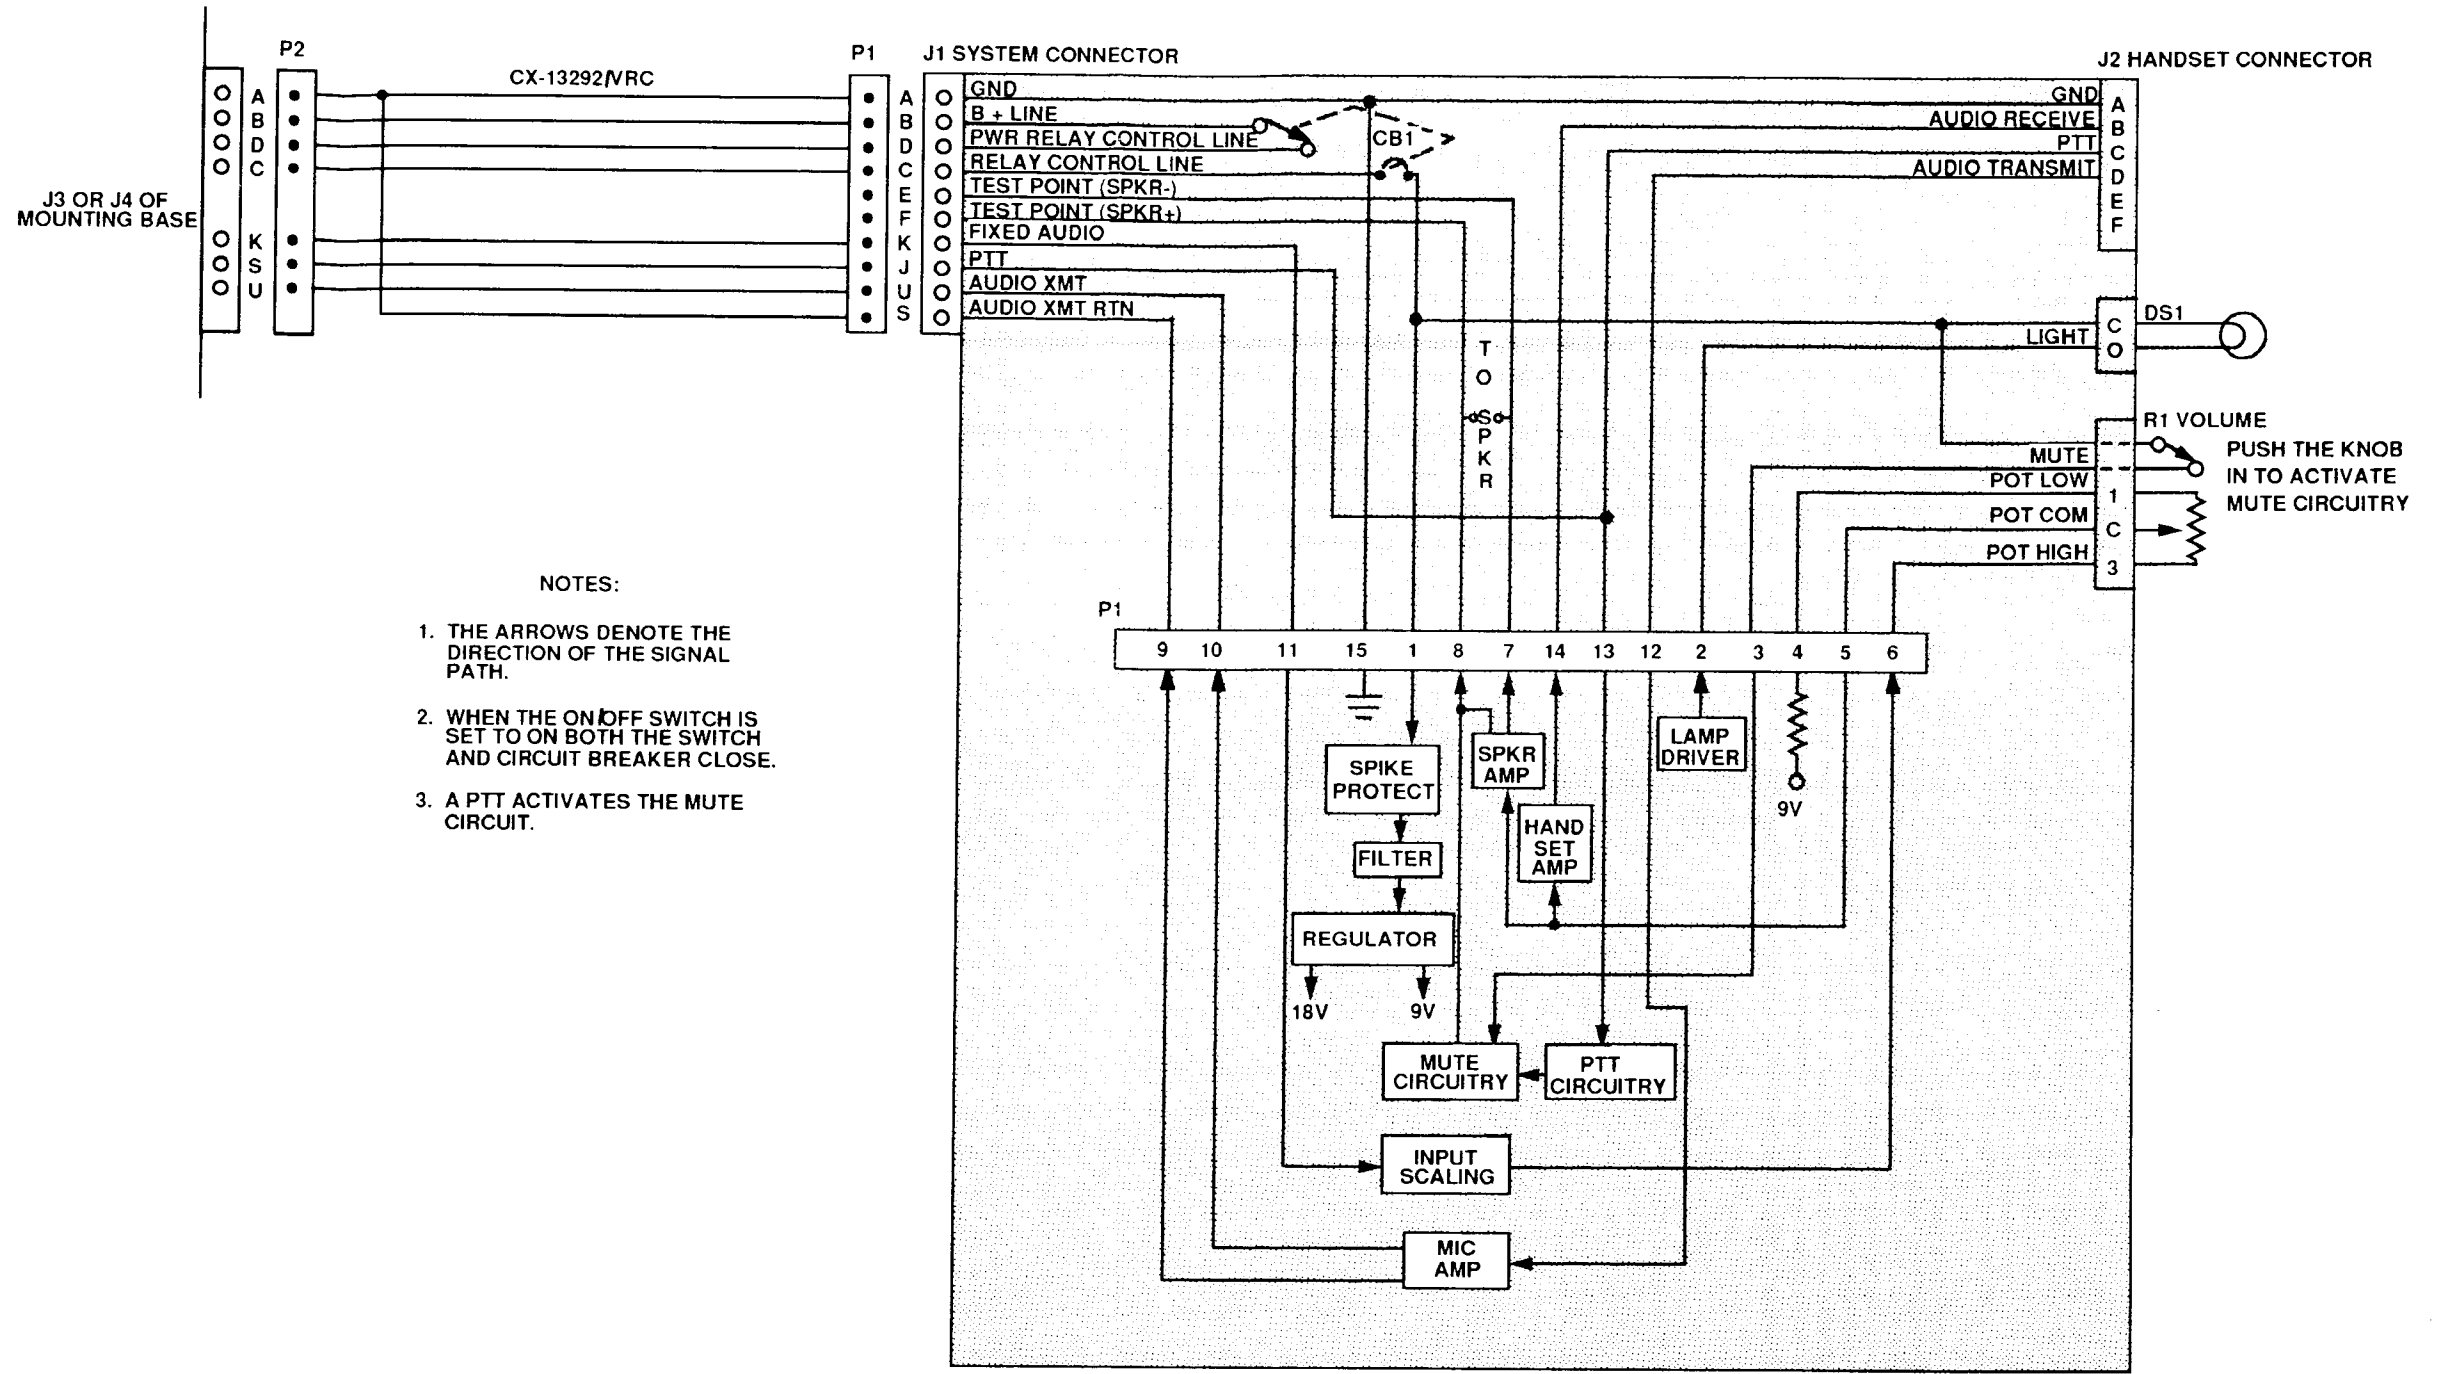 P2
CX-13292/VRC
P1
J1 SYSTEM CONNECTOR
J2 HANDSET CONNECTOR
J3 OR J4 OF
MOUNTING BASE
A
B
D
C
K
S
U
A
B
D
C
E
F
K
J
U
S
GND
B + LINE
PWR RELAY CONTROL LINE
RELAY CONTROL LINE
TEST POINT (SPKR-)
TEST POINT (SPKR+)
FIXED AUDIO
PTT
AUDIO XMT
AUDIO XMT RTN
CB1
TO SPKR
GND
AUDIO RECEIVE
PTT
AUDIO TRANSMIT
A
B
C
D
E
F
DS1
LIGHT
C
O
R1 VOLUME
MUTE
POT LOW
POT COM
POT HIGH
1
C
3
PUSH THE KNOB
IN TO ACTIVATE
MUTE CIRCUITRY
NOTES:
1. THE ARROWS DENOTE THE
DIRECTION OF THE SIGNAL
PATH.
2. WHEN THE ON/OFF SWITCH IS
SET TO ON BOTH THE SWITCH
AND CIRCUIT BREAKER CLOSE.
3. A PTT ACTIVATES THE MUTE
CIRCUIT.
P1
9 10 11 15 1 8 7 14 13 12 2 3 4 5 6
SPIKE
PROTECT
FILTER
REGULATOR
18V
9V
SPKR
AMP
HAND
SET
AMP
LAMP
DRIVER
9V
MUTE
CIRCUITRY
PTT
CIRCUITRY
INPUT
SCALING
MIC
AMP